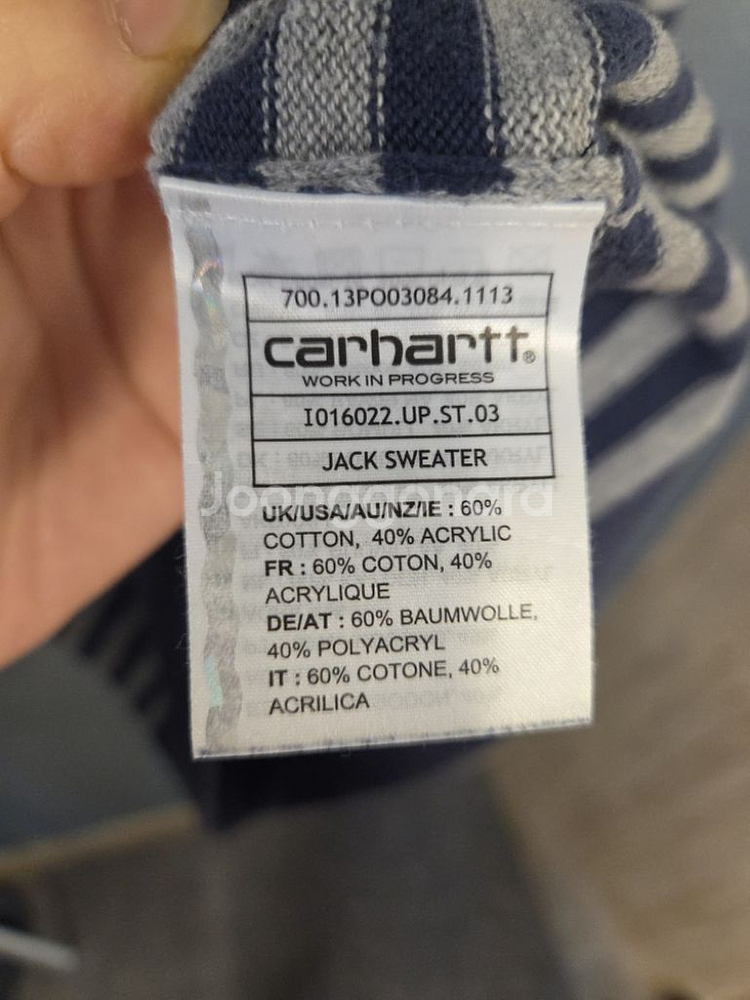 700.13PO03084.1113
carhartt®
WORK IN PROGRESS
I016022.UP.ST.03
JACK SWEATER
Joonggonara
UK/USA/AU/NZ/IE : 60%
COTTON, 40% ACRYLIC
FR : 60% COTON, 40%
ACRYLIQUE
DE/AT : 60% BAUMWOLLE,
40% POLYACRYL
IT : 60% COTONE, 40%
ACRILICA